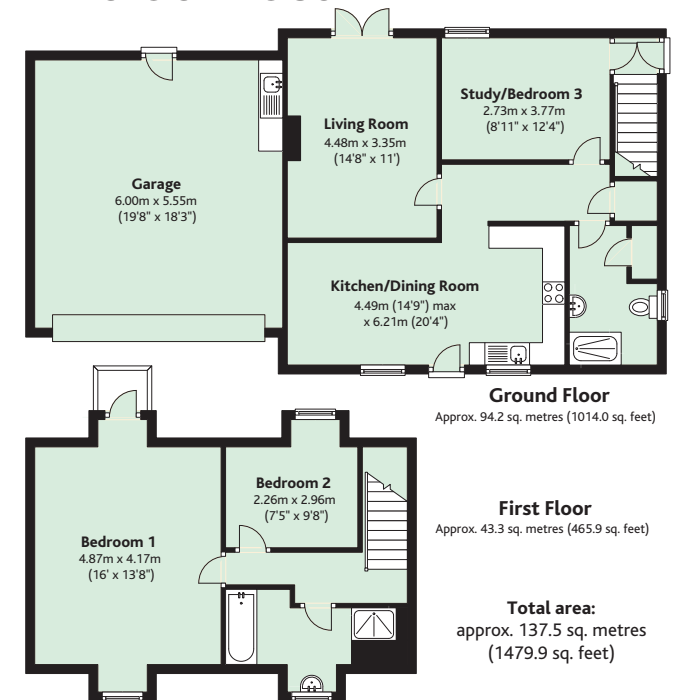 Study/Bedroom 3
2.73m x 3.77m
(8'11" x 12'4")
Living Room
4.48m x 3.35m
(14'8" x 11')
Garage
6.00m x 5.55m
(19'8" x 18'3")
Kitchen/Dining Room
4.49m (14'9") max
x 6.21m (20'4")
Ground Floor
Approx. 94.2 sq. metres (1014.0 sq. feet)
Bedroom 2
2.26m x 2.96m
(7'5" x 9'8")
First Floor
Approx. 43.3 sq. metres (465.9 sq. feet)
Bedroom 1
4.87m x 4.17m
(16' x 13'8")
Total area:
approx. 137.5 sq. metres
(1479.9 sq. feet)